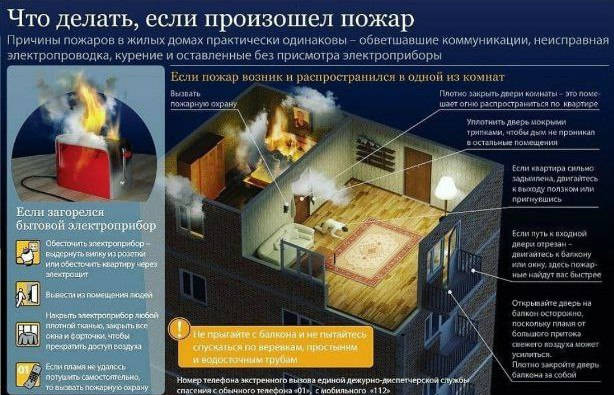 Что делать, если произошел пожар
Причины пожаров в жилых домах практически одинаковы – обветшавшие коммуникации, неисправная
электропроводка, курение и оставленные без присмотра электроприборы
Если пожар возник и распространился в одной из комнат
Вызвать
пожарную охрану
Плотно закрыть двери комнаты – это поме-
шает огню распространиться по квартире
Уплотнить дверь мокрыми
тряпками, чтобы дым не проникал
в остальные помещения
Если квартира сильно
задымлена, двигайтесь
к выходу ползком или
пригнувшись
Если путь к входной
двери отрезан –
двигайтесь к балкону
или окну, здесь пожар-
ные найдут вас быстрее
Открывайте дверь на
балкон осторожно,
поскольку пламя от
большого притока
свежего воздуха может
усилиться.
Плотно закройте дверь
балкона за собой
Если загорелся
бытовой электроприбор
Обесточить электроприбор –
выдернуть вилку из розетки
или обесточить квартиру через
электрощит
Вывести из помещения людей
Накрыть электроприбор любой
плотной тканью, закрыть все
окна и форточки, чтобы
прекратить доступ воздуха
01
Если пламя не удалось
потушить самостоятельно,
то вызвать пожарную охрану
!
Не прыгайте с балкона и не пытайтесь
спускаться по веревкам, простыням
и водосточным трубам
Номер телефона экстренного вызова единой дежурно-диспетчерской службы
спасения с обычного телефона «01», с мобильного «112»